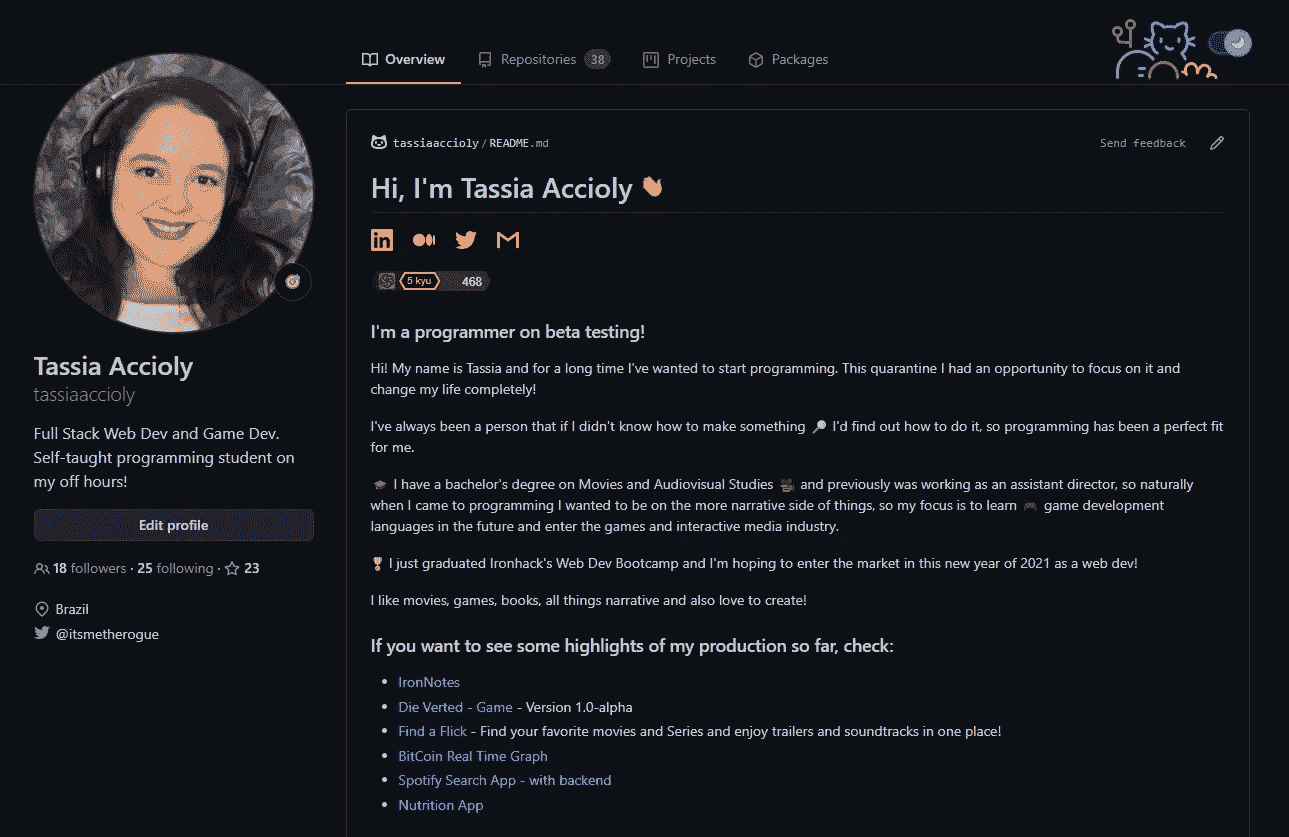 Overview Repositories 38 Projects Packages
tassiaaccioly/README.md Send feedback
Hi, I'm Tassia Accioly 👋
in
5 kyu 468
I'm a programmer on beta testing!
Hi! My name is Tassia and for a long time I've wanted to start programming. This quarantine I had an opportunity to focus on it and
change my life completely!
I've always been a person that if I didn't know how to make something 🔎 I'd find out how to do it, so programming has been a perfect fit
for me.
🎓 I have a bachelor's degree on Movies and Audiovisual Studies 🎥 and previously was working as an assistant director, so naturally
when I came to programming I wanted to be on the more narrative side of things, so my focus is to learn 🎮 game development
languages in the future and enter the games and interactive media industry.
🎖 I just graduated Ironhack's Web Dev Bootcamp and I'm hoping to enter the market in this new year of 2021 as a web dev!
I like movies, games, books, all things narrative and also love to create!
If you want to see some highlights of my production so far, check:
• IronNotes
• Die Verted - Game - Version 1.0-alpha
• Find a Flick - Find your favorite movies and Series and enjoy trailers and soundtracks in one place!
• BitCoin Real Time Graph
• Spotify Search App - with backend
• Nutrition App
Tassia Accioly
tassiaaccioly
Full Stack Web Dev and Game Dev.
Self-taught programming student on
my off hours!
Edit profile
18 followers · 25 following · 23
Brazil
@itsmetherogue